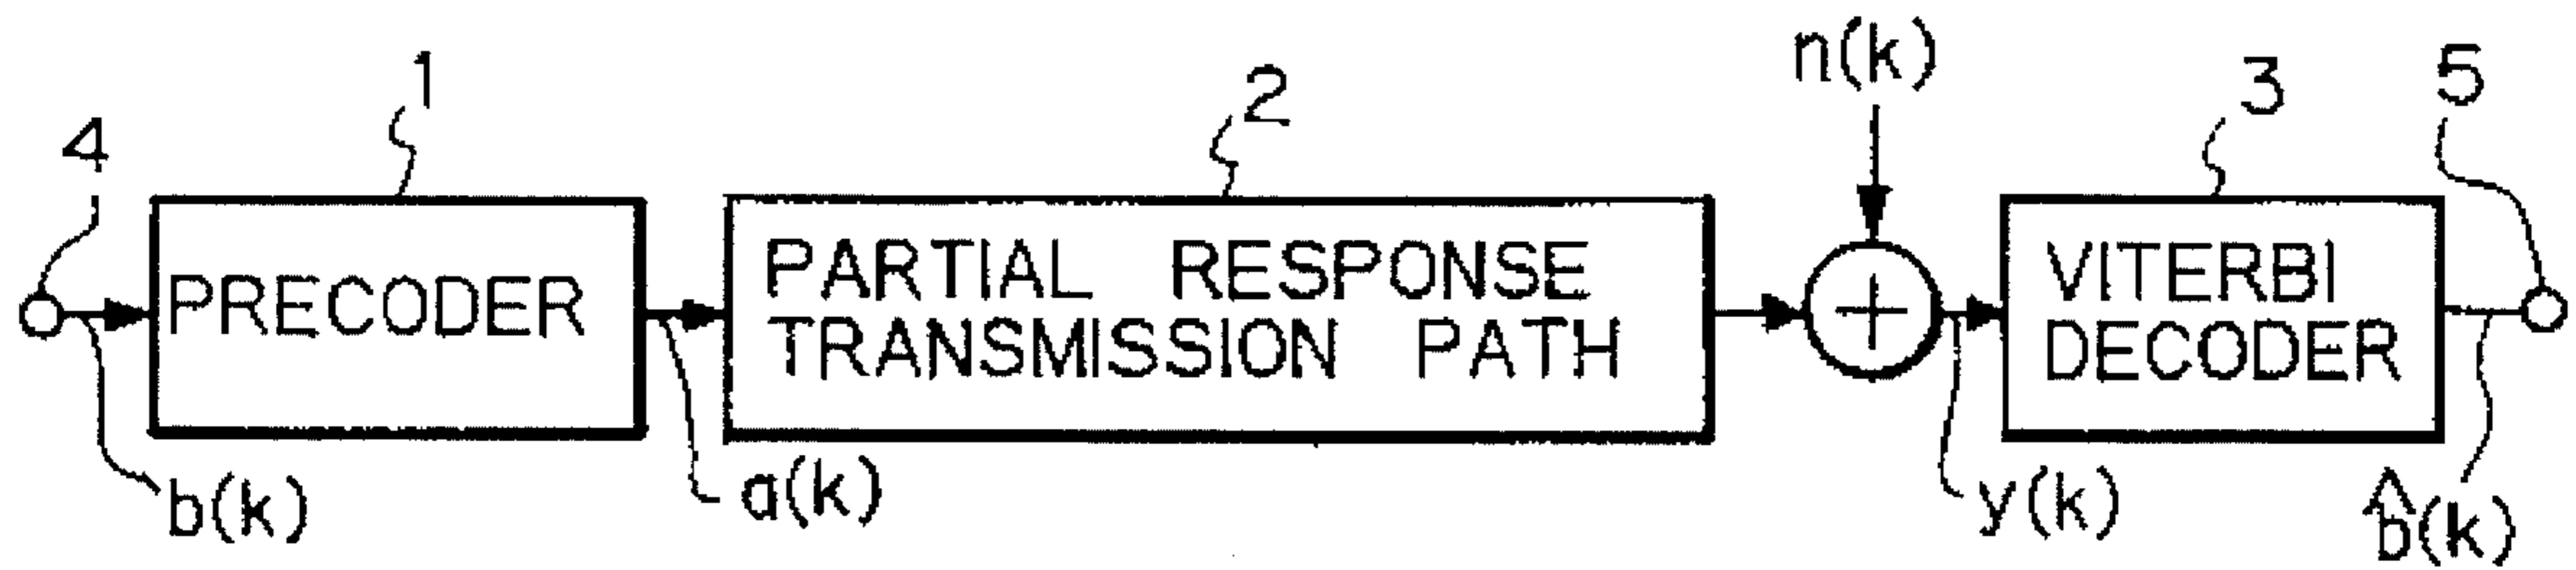 4
1
2
n(k)
3
5
PRECODER
PARTIAL RESPONSE
TRANSMISSION PATH
+
VITERBI
DECODER
b(k)
a(k)
y(k)
b̂(k)